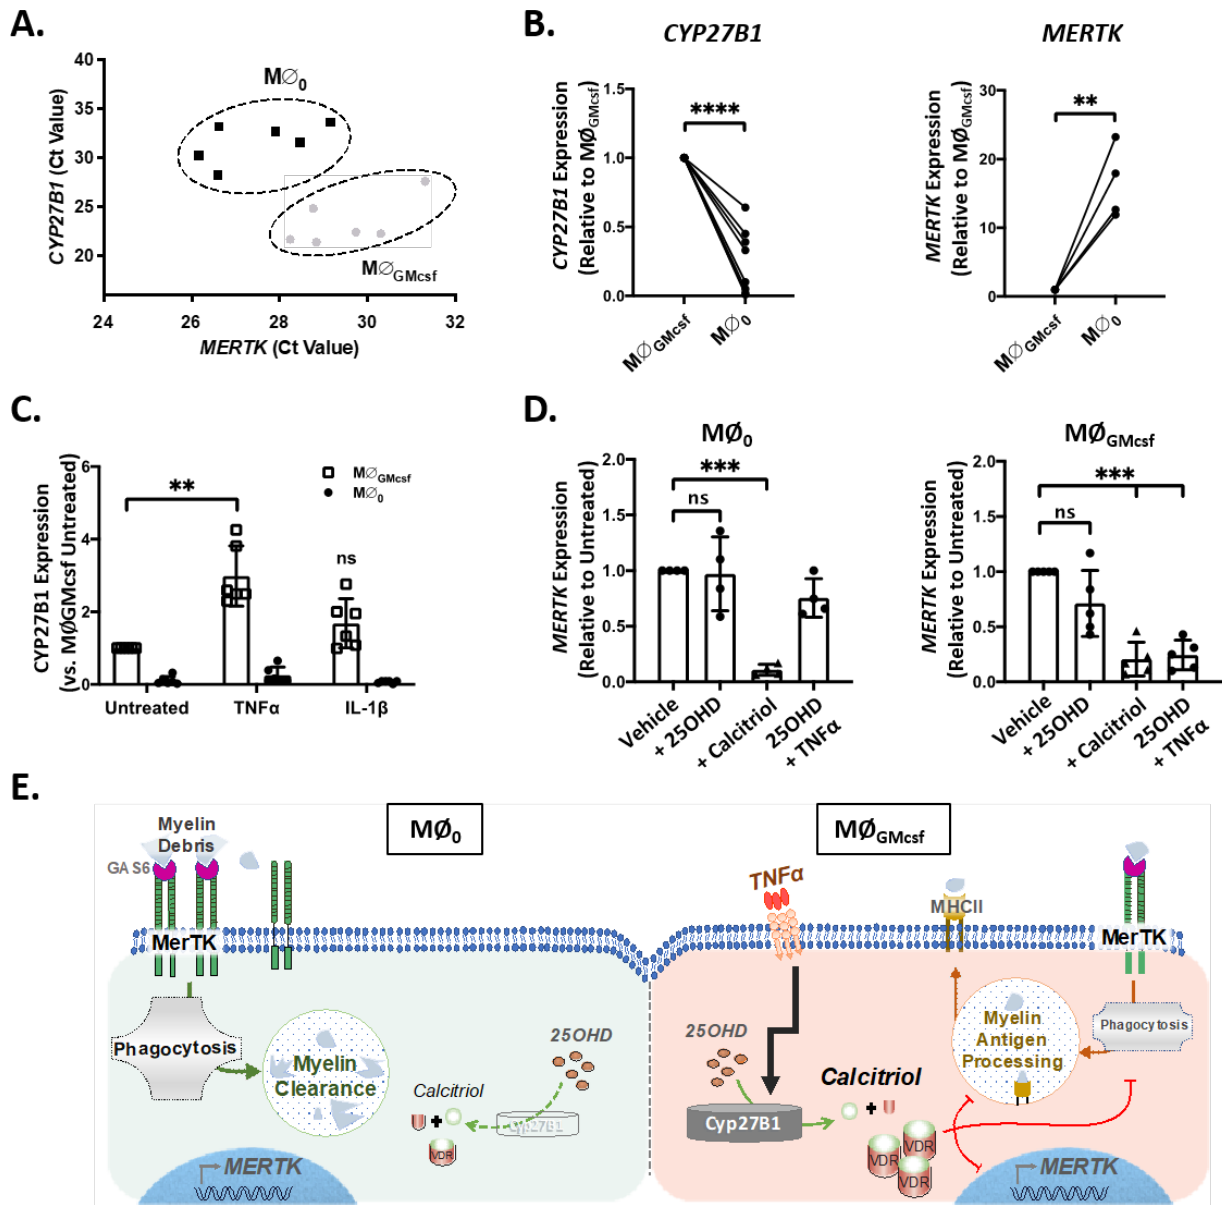 A.
MØ0
CYP27B1 (Ct Value)
40
35
30
25
20
MØGMcsf
24
26
28
30
32
MERTK (Ct Value)
B.
CYP27B1
CYP27B1 Expression
(Relative to MØGMcsf)
1.5
1.0
0.5
0.0
****
MØGMcsf
MØ0
MERTK
MERTK Expression
(Relative to MØGMcsf)
30
20
10
0
**
MØGMcsf
MØ0
C.
CYP27B1 Expression
(vs. MØGMcsf Untreated)
6
4
2
0
**
ns
MØGMcsf
MØ0
Untreated
TNFα
IL-1β
D.
MØ0
MERTK Expression
(Relative to Untreated)
2.0
1.5
1.0
0.5
0.0
***
ns
Vehicle
+ 25OHD
+ Calcitriol
25OHD
+ TNFα
MØGMcsf
MERTK Expression
(Relative to Untreated)
2.0
1.5
1.0
0.5
0.0
***
ns
Vehicle
+ 25OHD
+ Calcitriol
25OHD
+ TNFα
E.
MØ0
Myelin
Debris
GAS6
MerTK
Phagocytosis
Myelin
Clearance
25OHD
Calcitriol
+
Cyp27B1
VDR
MERTK
MØGMcsf
TNFα
MHCII
MerTK
25OHD
Myelin
Antigen
Processing
Phagocytosis
Calcitriol
+
Cyp27B1
VDR
VDR
VDR
MERTK